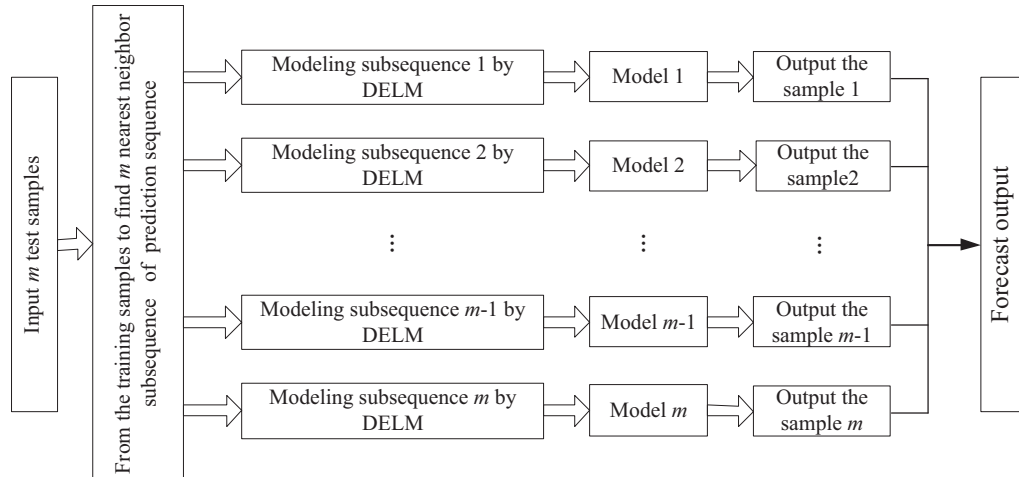 Input m test samples
From the training samples to find m nearest neighbor
subsequence of prediction sequence
Modeling subsequence 1 by
DELM
Model 1
Output the
sample 1
Modeling subsequence 2 by
DELM
Model 2
Output the
sample2
...
...
...
Modeling subsequence m-1 by
DELM
Model m-1
Output the
sample m-1
Modeling subsequence m by
DELM
Model m
Output the
sample m
Forecast output